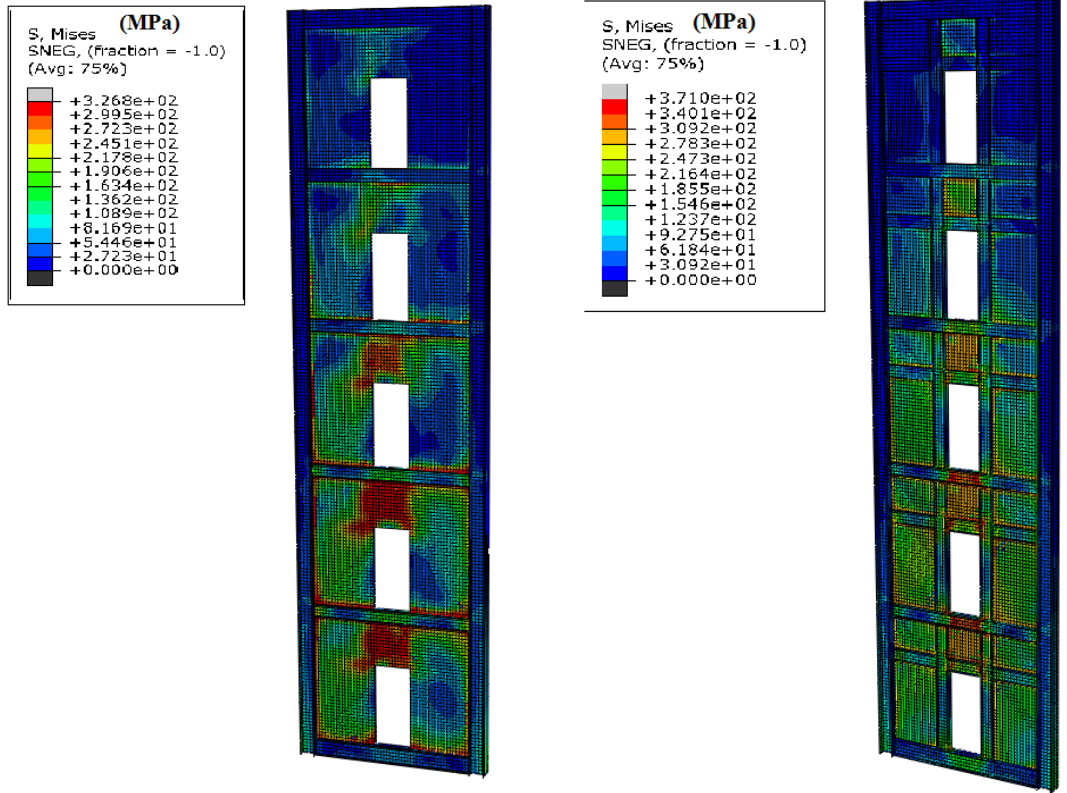 (MPa)
S, Mises
SNEG, (fraction = -1.0)
(Avg: 75%)
+3.268e+02
+2.995e+02
+2.723e+02
+2.451e+02
+2.178e+02
+1.906e+02
+1.634e+02
+1.362e+02
+1.089e+02
+8.169e+01
+5.446e+01
+2.723e+01
+0.000e+00
(MPa)
S, Mises
SNEG, (fraction = -1.0)
(Avg: 75%)
+3.710e+02
+3.401e+02
+3.092e+02
+2.783e+02
+2.473e+02
+2.164e+02
+1.855e+02
+1.546e+02
+1.237e+02
+9.275e+01
+6.184e+01
+3.092e+01
+0.000e+00